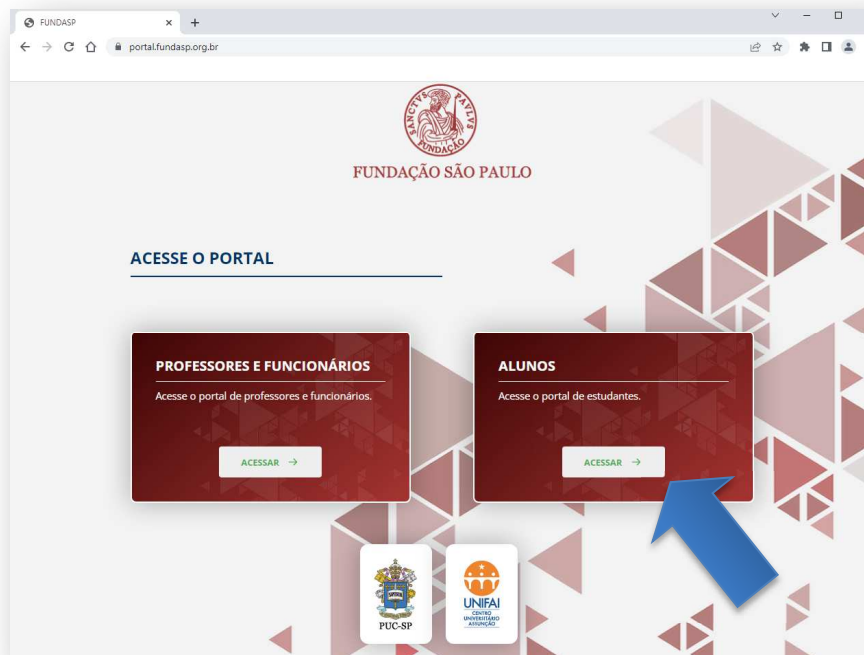 FUNDASP
portal.fundasp.org.br
SANCTVS PAVLVS
FUNDAÇÃO
FUNDAÇÃO SÃO PAULO
ACESSE O PORTAL
PROFESSORES E FUNCIONÁRIOS
Acesse o portal de professores e funcionários.
ACESSAR →
ALUNOS
Acesse o portal de estudantes.
ACESSAR →
PUC-SP
UNIFAI
CENTRO
UNIVERSITÁRIO
ASSUNÇÃO